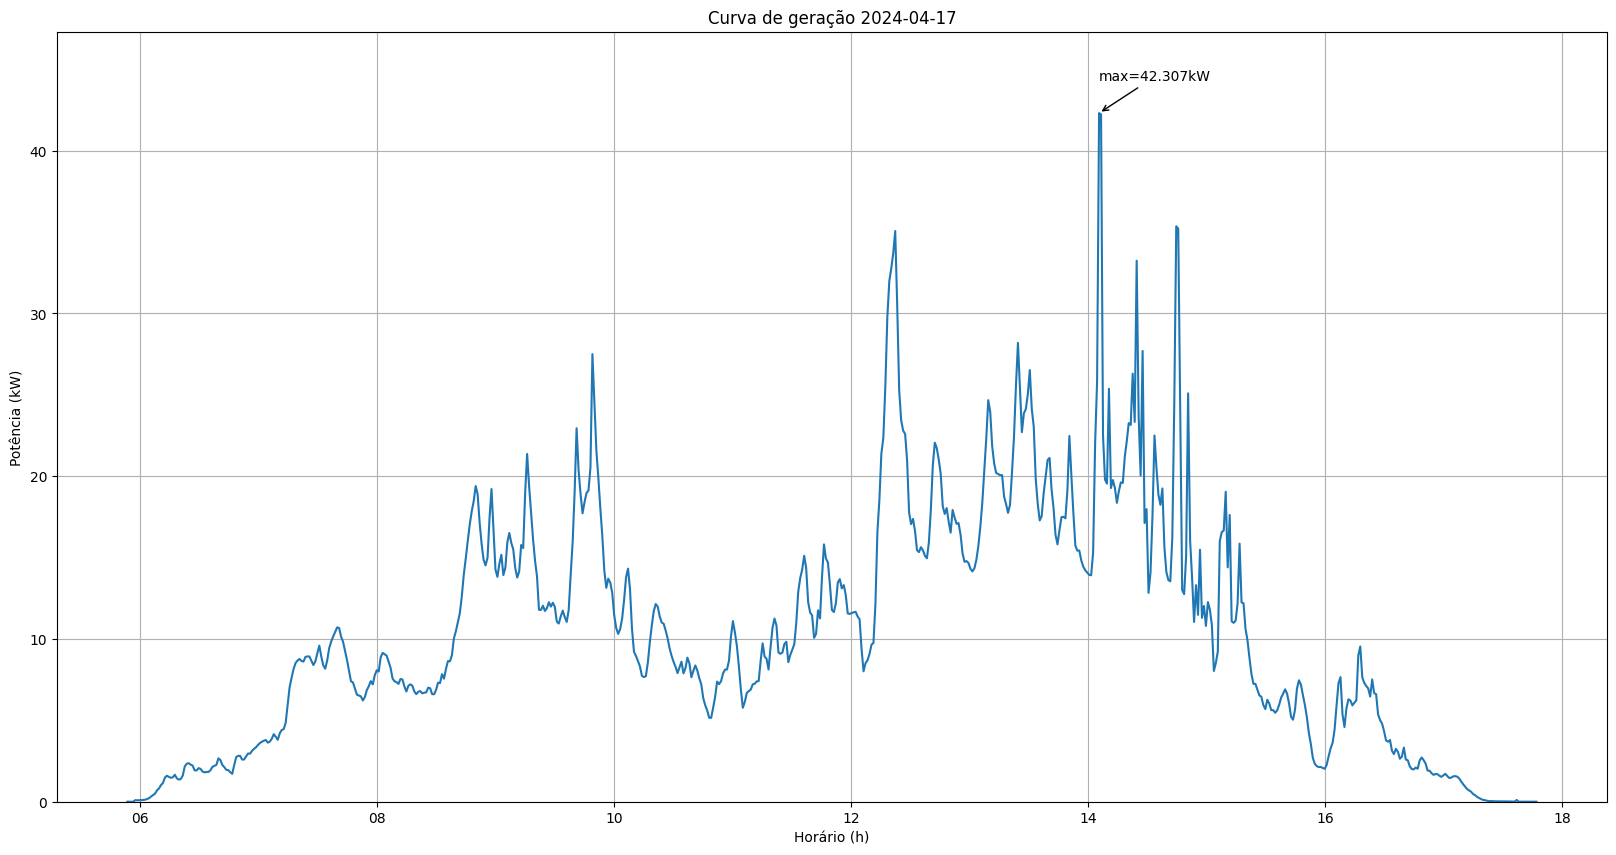 Curva de geração 2024-04-17
max=42.307kW
Potência (kW)
40
30
20
10
0
06 08 10 12 14 16 18
Horário (h)